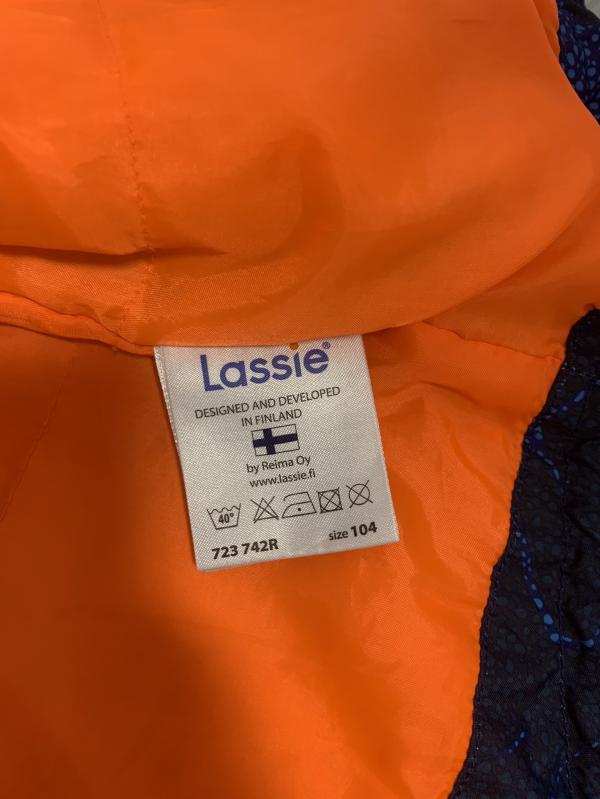 Lassie®
DESIGNED AND DEVELOPED
IN FINLAND
by Reima Oy
www.lassie.fi
40°
723 742R size 104